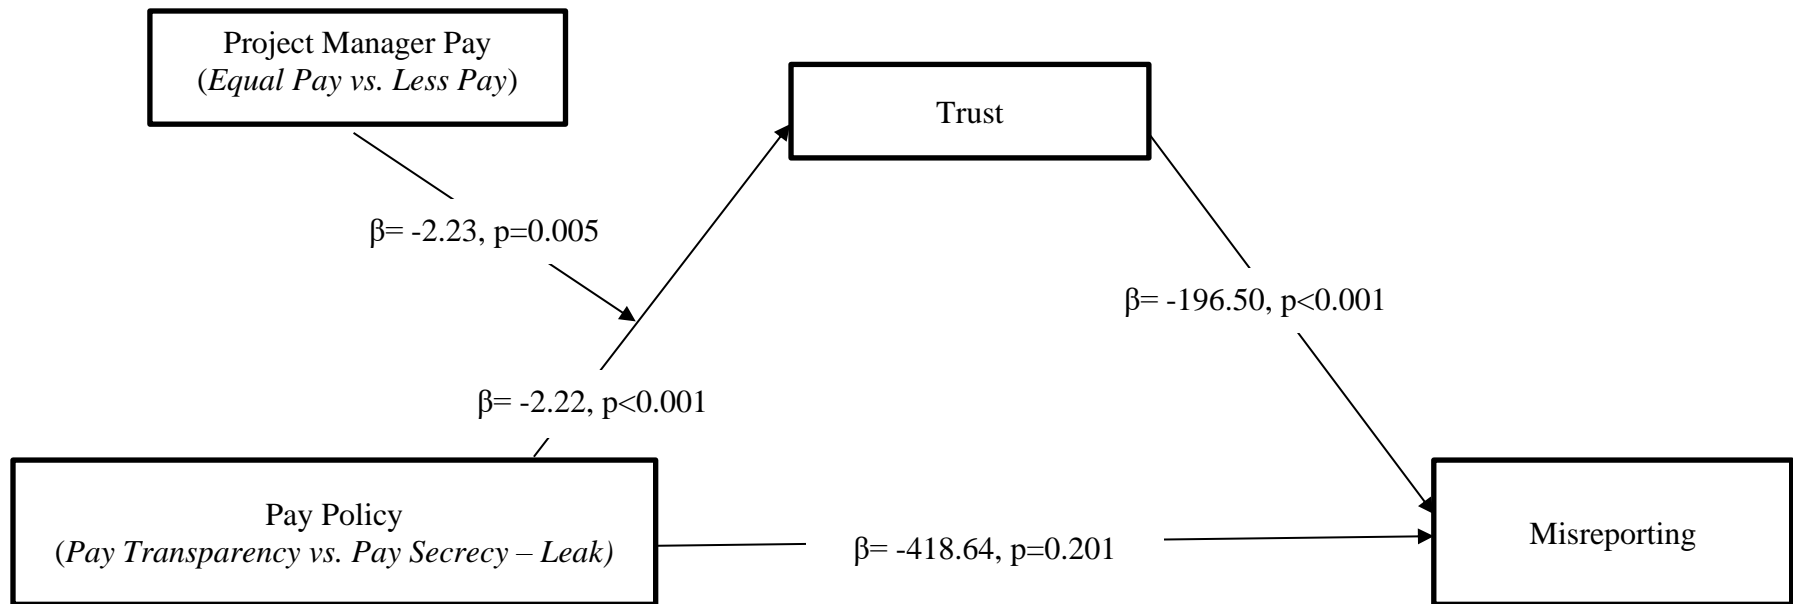 Project Manager Pay
(Equal Pay vs. Less Pay)
Trust
β= -2.23, p=0.005
β= -196.50, p<0.001
β= -2.22, p<0.001
Pay Policy
(Pay Transparency vs. Pay Secrecy – Leak)
β= -418.64, p=0.201
Misreporting